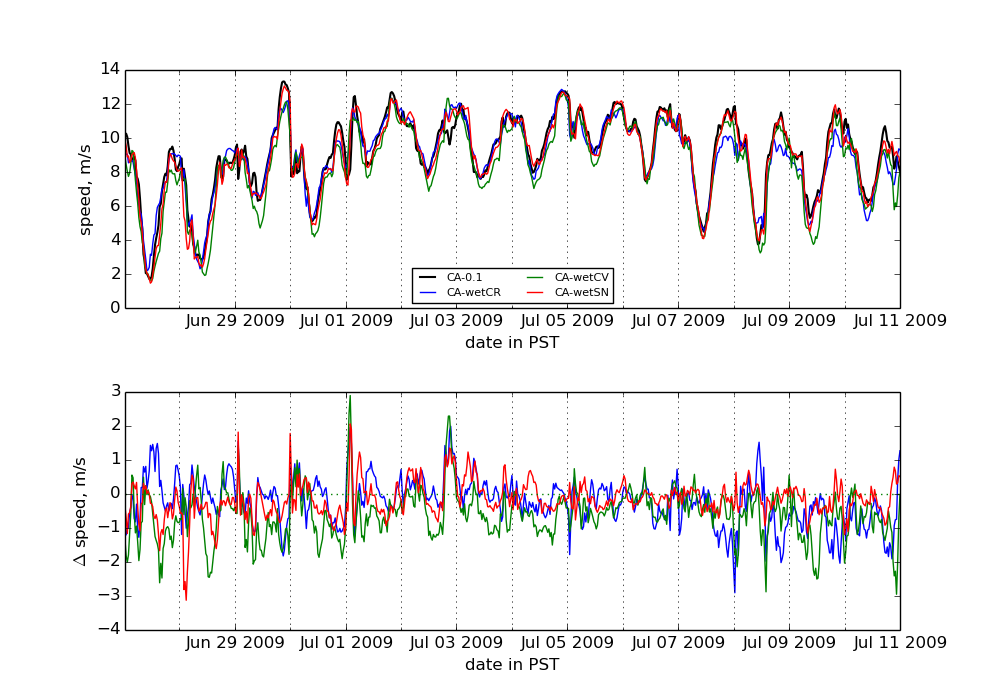 14
12
10
8
6
4
2
0
speed, m/s
CA-0.1
CA-wetCR
CA-wetCV
CA-wetSN
Jun 29 2009
Jul 01 2009
Jul 03 2009
Jul 05 2009
Jul 07 2009
Jul 09 2009
Jul 11 2009
date in PST
3
2
1
0
−1
−2
−3
−4
Δ speed, m/s
Jun 29 2009
Jul 01 2009
Jul 03 2009
Jul 05 2009
Jul 07 2009
Jul 09 2009
Jul 11 2009
date in PST